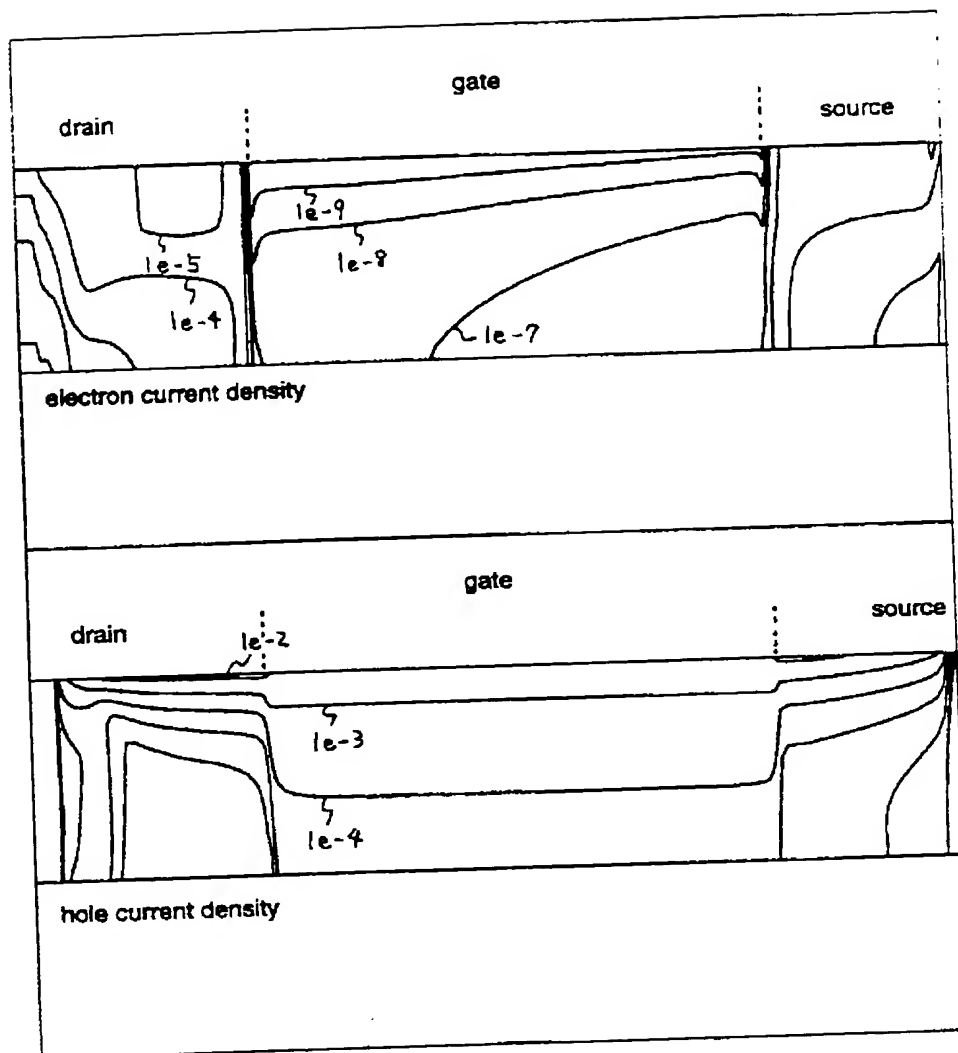 gate
drain
source
1e-9
1e-8
1e-5
1e-4
1e-7
electron current density
gate
source
drain
1e-2
1e-3
1e-4
hole current density